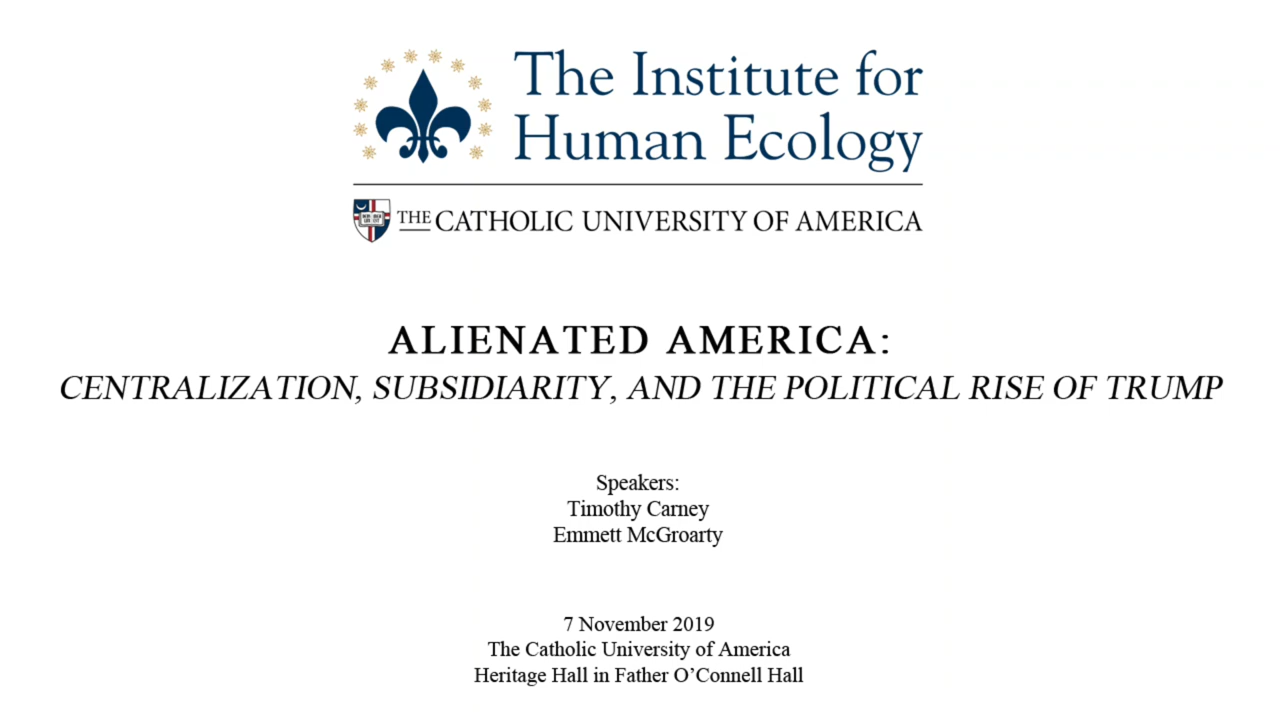 The Institute for
Human Ecology
THE CATHOLIC UNIVERSITY OF AMERICA
ALIENATED AMERICA:
CENTRALIZATION, SUBSIDIARITY, AND THE POLITICAL RISE OF TRUMP
Speakers:
Timothy Carney
Emmett McGroarty
7 November 2019
The Catholic University of America
Heritage Hall in Father O’Connell Hall